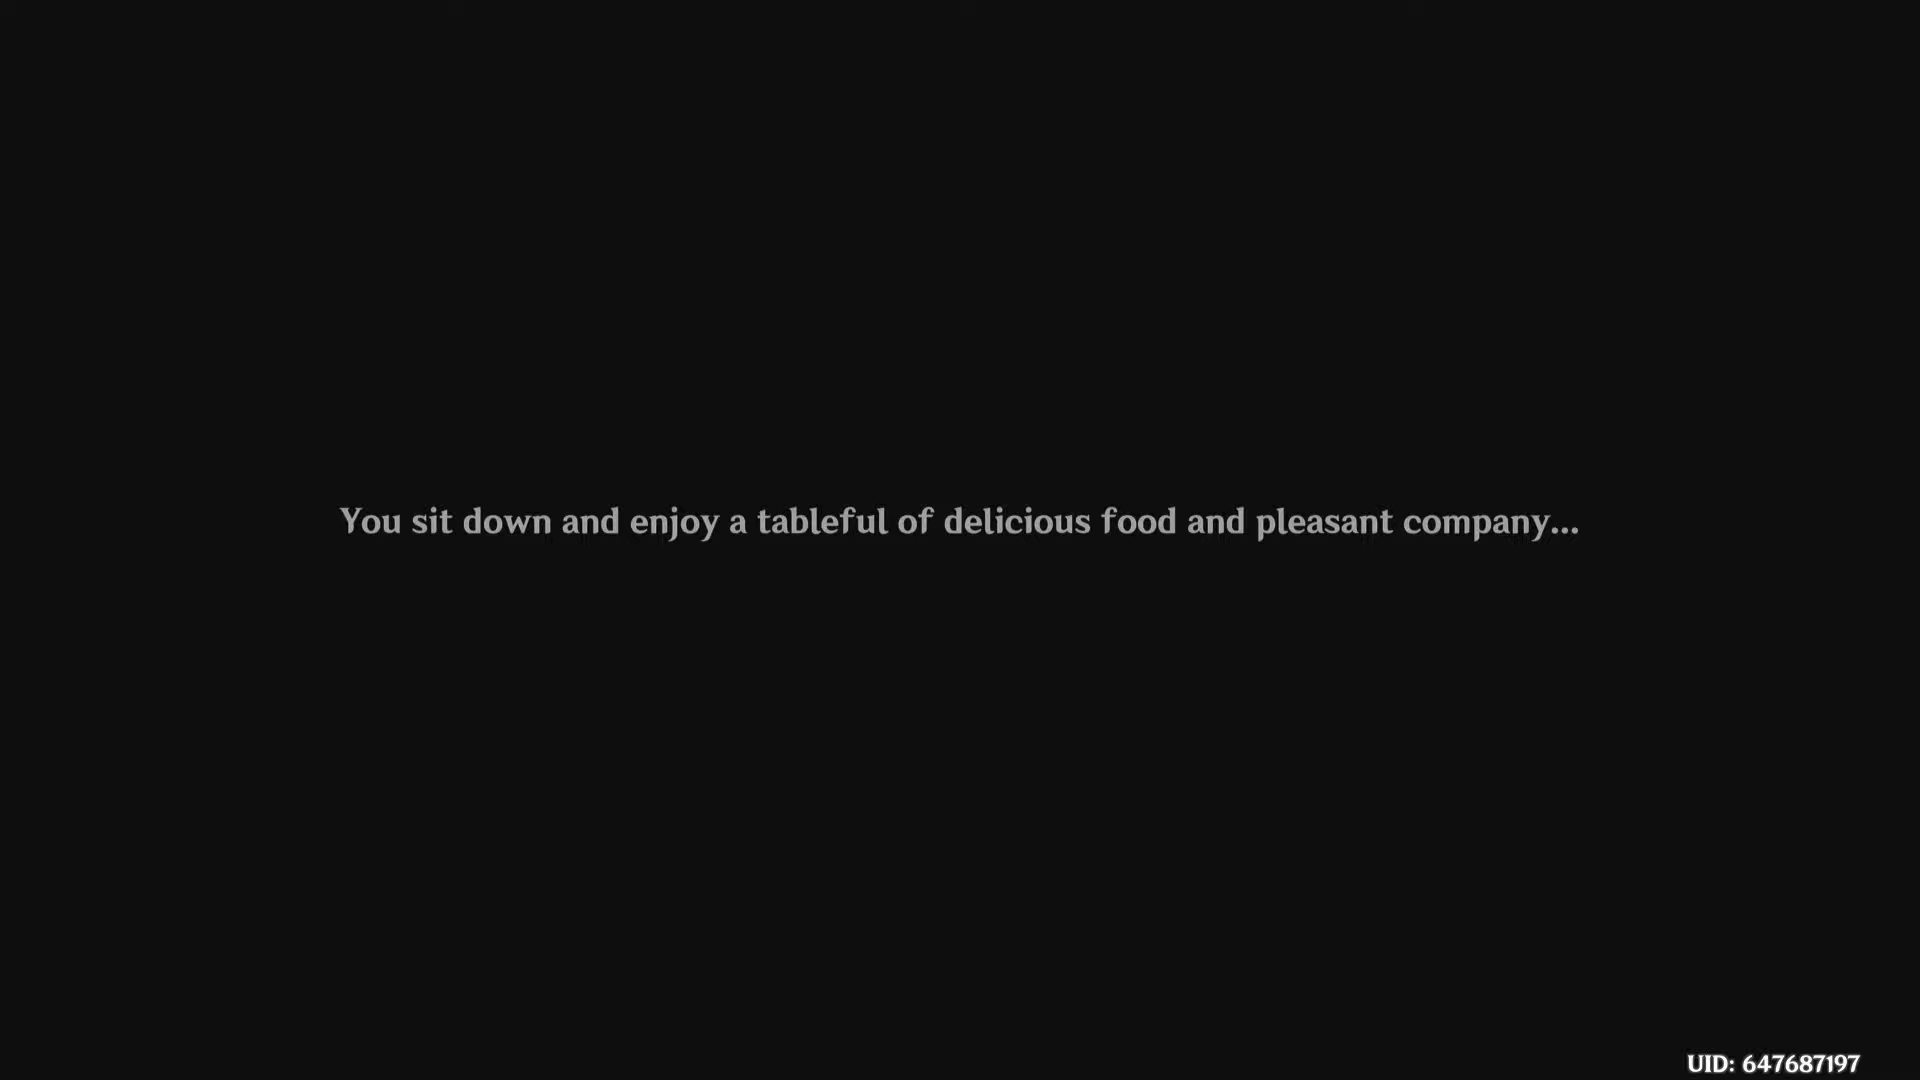 You sit down and enjoy a tableful of delicious food and pleasant company...
UID: 647687197